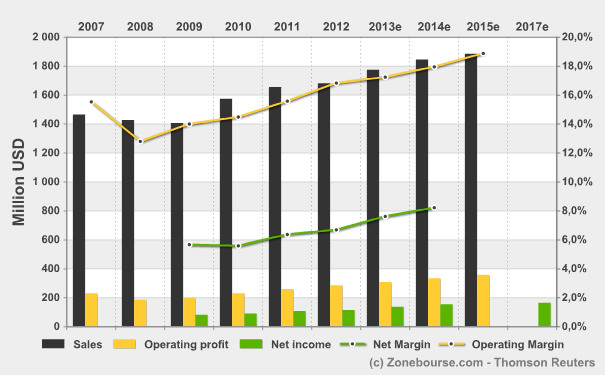 2007 2008 2009 2010 2011 2012 2013e 2014e 2015e 2017e
2 000 20,0%
1 800 18,0%
1 600 16,0%
1 400 14,0%
1 200 12,0%
1 000 10,0%
800 8,0%
600 6,0%
400 4,0%
200 2,0%
0 0,0%
Million USD
Sales Operating profit Net income Net Margin Operating Margin
(c) Zonebourse.com - Thomson Reuters